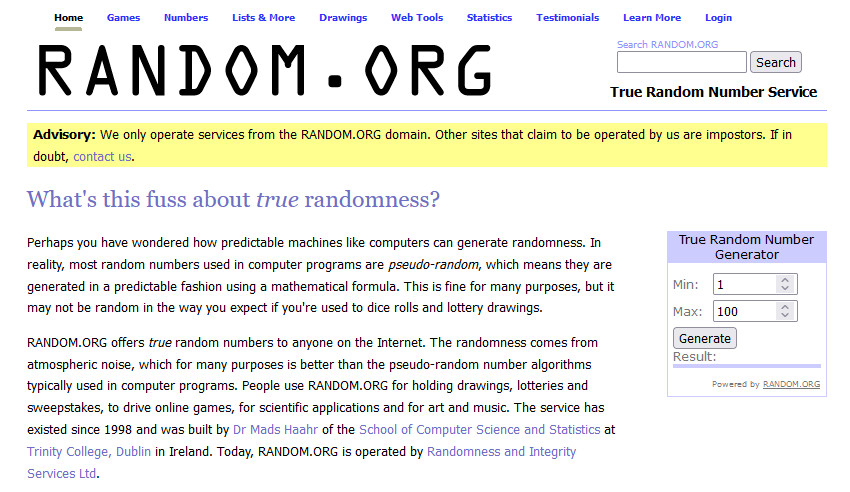 Home Games Numbers Lists & More Drawings Web Tools Statistics Testimonials Learn More Login
RANDOM.ORG
Search RANDOM.ORG
Search
True Random Number Service
Advisory: We only operate services from the RANDOM.ORG domain. Other sites that claim to be operated by us are impostors. If in
doubt, contact us.
What's this fuss about true randomness?
Perhaps you have wondered how predictable machines like computers can generate randomness. In
reality, most random numbers used in computer programs are pseudo-random, which means they are
generated in a predictable fashion using a mathematical formula. This is fine for many purposes, but it
may not be random in the way you expect if you're used to dice rolls and lottery drawings.
RANDOM.ORG offers true random numbers to anyone on the Internet. The randomness comes from
atmospheric noise, which for many purposes is better than the pseudo-random number algorithms
typically used in computer programs. People use RANDOM.ORG for holding drawings, lotteries and
sweepstakes, to drive online games, for scientific applications and for art and music. The service has
existed since 1998 and was built by Dr Mads Haahr of the School of Computer Science and Statistics at
Trinity College, Dublin in Ireland. Today, RANDOM.ORG is operated by Randomness and Integrity
Services Ltd.
True Random Number
Generator
Min: 1
Max: 100
Generate
Result:
Powered by RANDOM.ORG